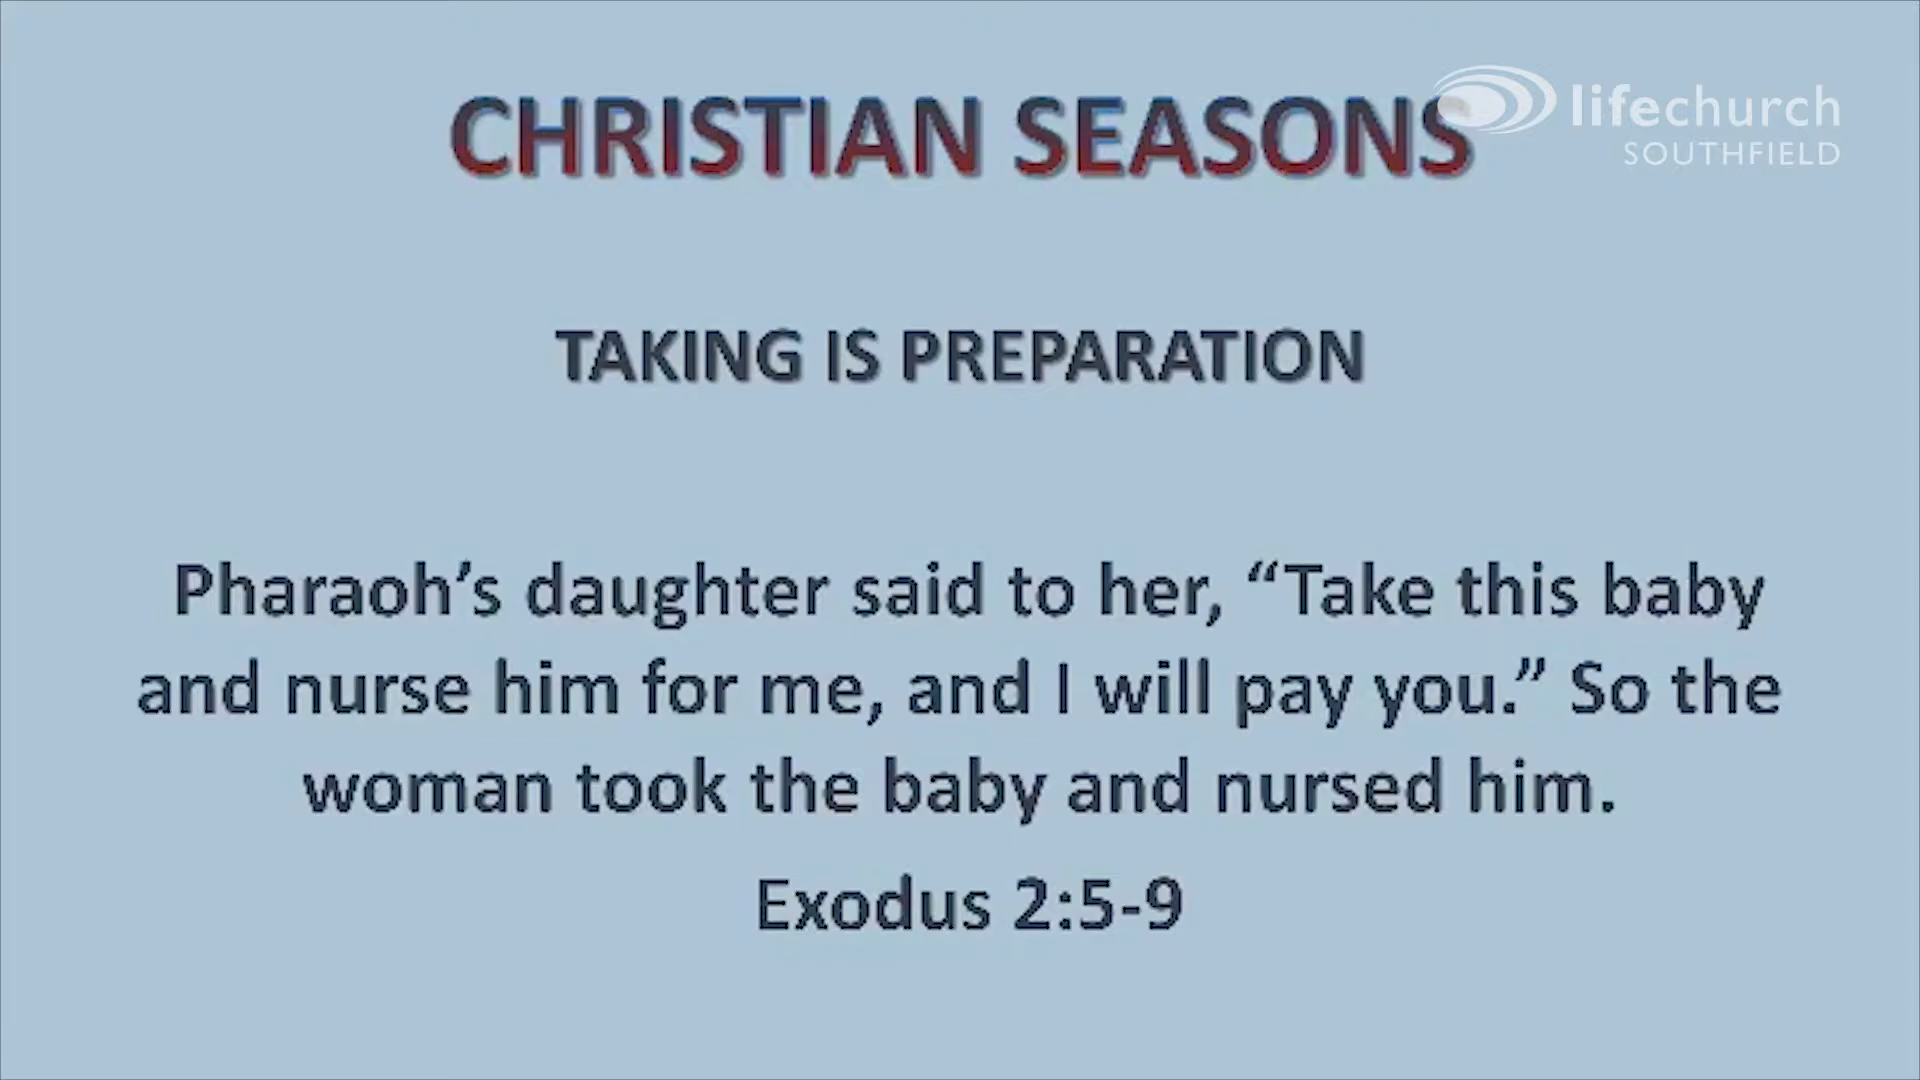 CHRISTIAN SEASONS
lifechurch
SOUTHFIELD
TAKING IS PREPARATION
Pharaoh’s daughter said to her, “Take this baby
and nurse him for me, and I will pay you.” So the
woman took the baby and nursed him.
Exodus 2:5-9